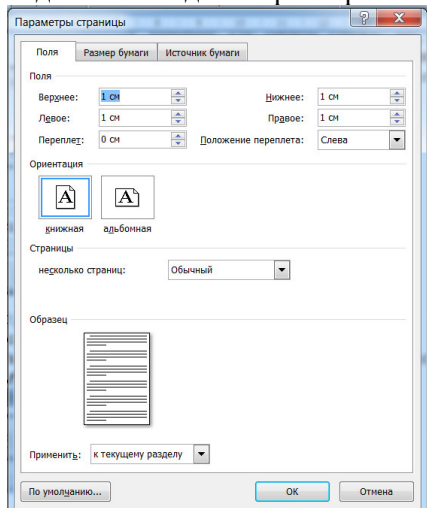 Параметры страницы
Поля Размер бумаги Источник бумаги
Поля
Верхнее: 1 см Нижнее: 1 см
Левое: 1 см Правое: 1 см
Переплет: 0 см Положение переплета: Слева
Ориентация
A A
книжная альбомная
Страницы
несколько страниц: Обычный
Образец
Применить: к текущему разделу
По умолчанию... ОК Отмена